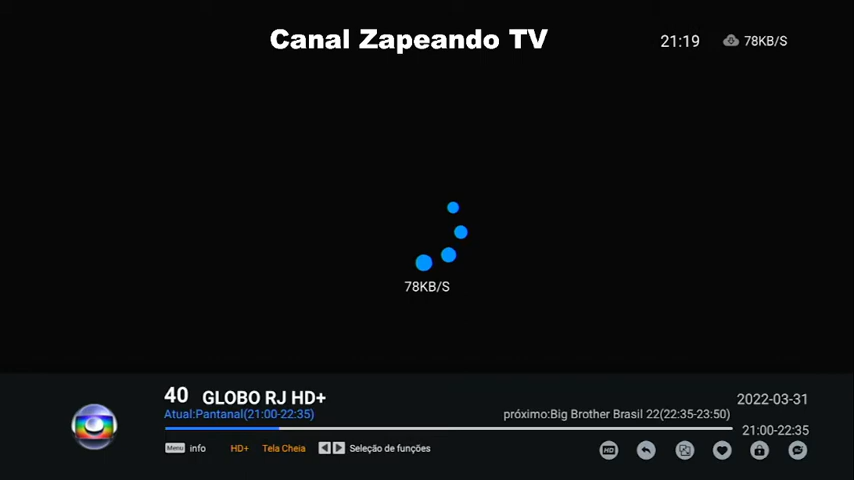 Canal Zapeando TV
21:19 78KB/S
78KB/S
40 GLOBO RJ HD+
2022-03-31
Atual:Pantanal(21:00-22:35)
próximo:Big Brother Brasil 22(22:35-23:50)
21:00-22:35
Menu info HD+ Tela Cheia Seleção de funções
HD